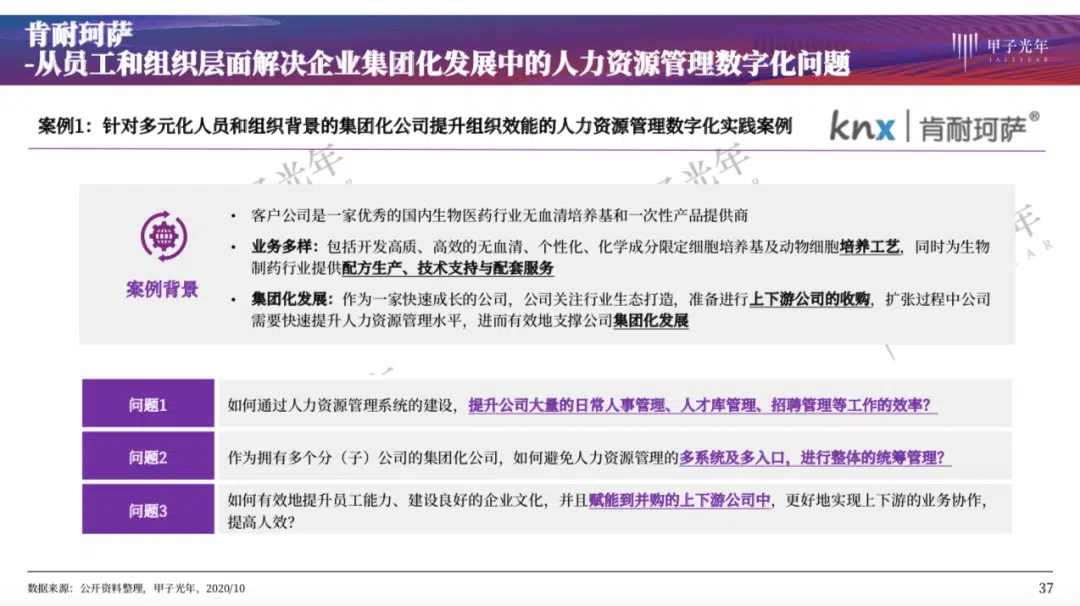 肯耐珂萨
-从员工和组织层面解决企业集团化发展中的人力资源管理数字化问题
甲子光年
JAZZYEAR
案例1：针对多元化人员和组织背景的集团化公司提升组织效能的人力资源管理数字化实践案例
knx | 肯耐珂萨®
案例背景
• 客户公司是一家优秀的国内生物医药行业无血清培养基和一次性产品提供商
• 业务多样：包括开发高质、高效的无血清、个性化、化学成分限定细胞培养基及动物细胞培养工艺，同时为生物
制药行业提供配方生产、技术支持与配套服务
• 集团化发展：作为一家快速成长的公司，公司关注行业生态打造，准备进行上下游公司的收购，扩张过程中公司
需要快速提升人力资源管理水平，进而有效地支撑公司集团化发展
问题1
如何通过人力资源管理系统的建设，提升公司大量的日常人事管理、人才库管理、招聘管理等工作的效率？
问题2
作为拥有多个分（子）公司的集团化公司，如何避免人力资源管理的多系统及多入口，进行整体的统筹管理？
问题3
如何有效地提升员工能力、建设良好的企业文化，并且赋能到并购的上下游公司中，更好地实现上下游的业务协作，
提高人效？
数据来源：公开资料整理，甲子光年，2020/10
37